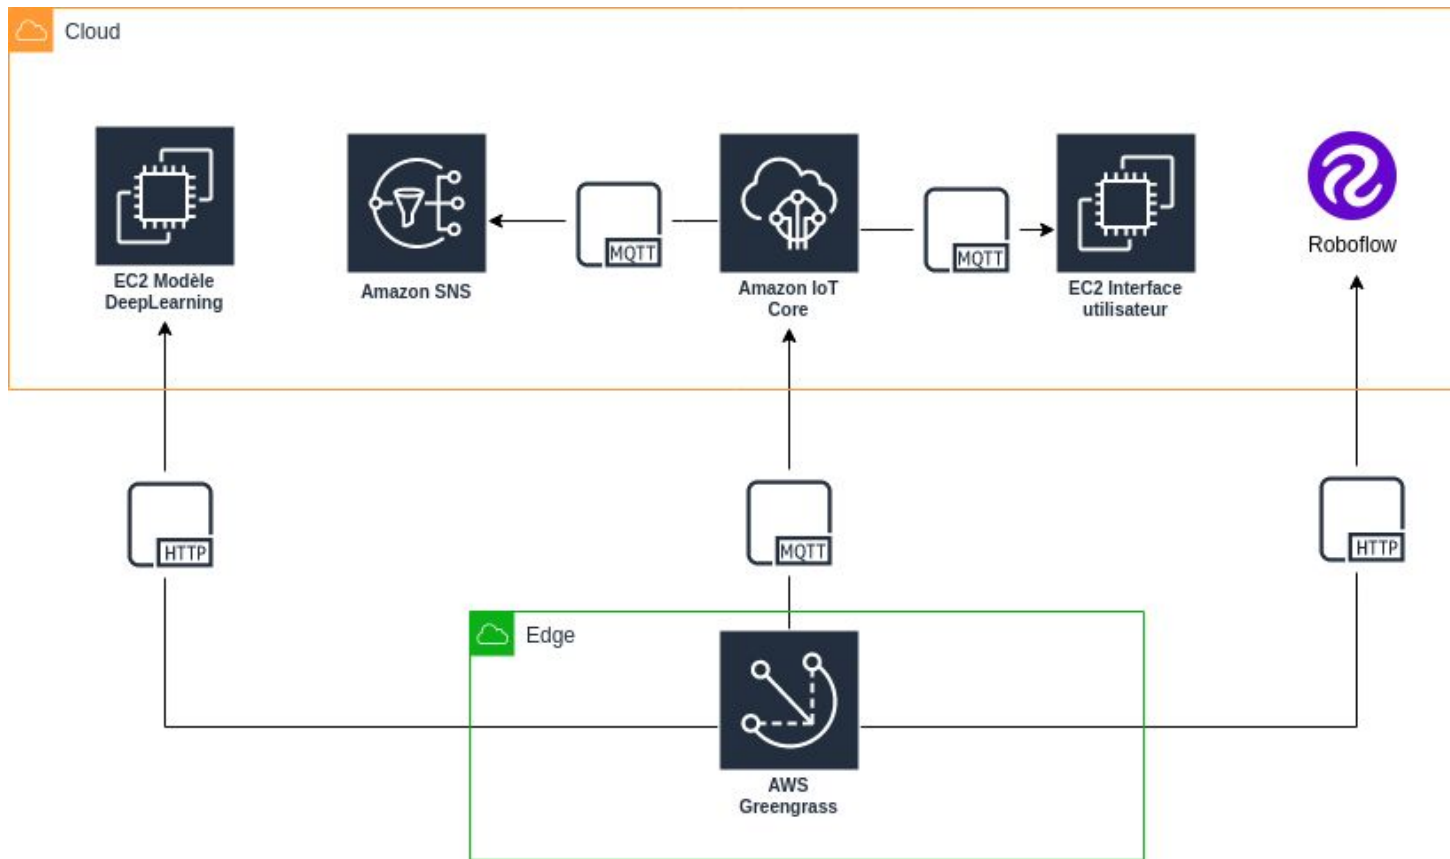 Cloud
EC2 Modèle
DeepLearning
Amazon SNS
MQTT
Amazon IoT
Core
MQTT
EC2 Interface
utilisateur
Roboflow
HTTP
MQTT
HTTP
Edge
AWS
Greengrass